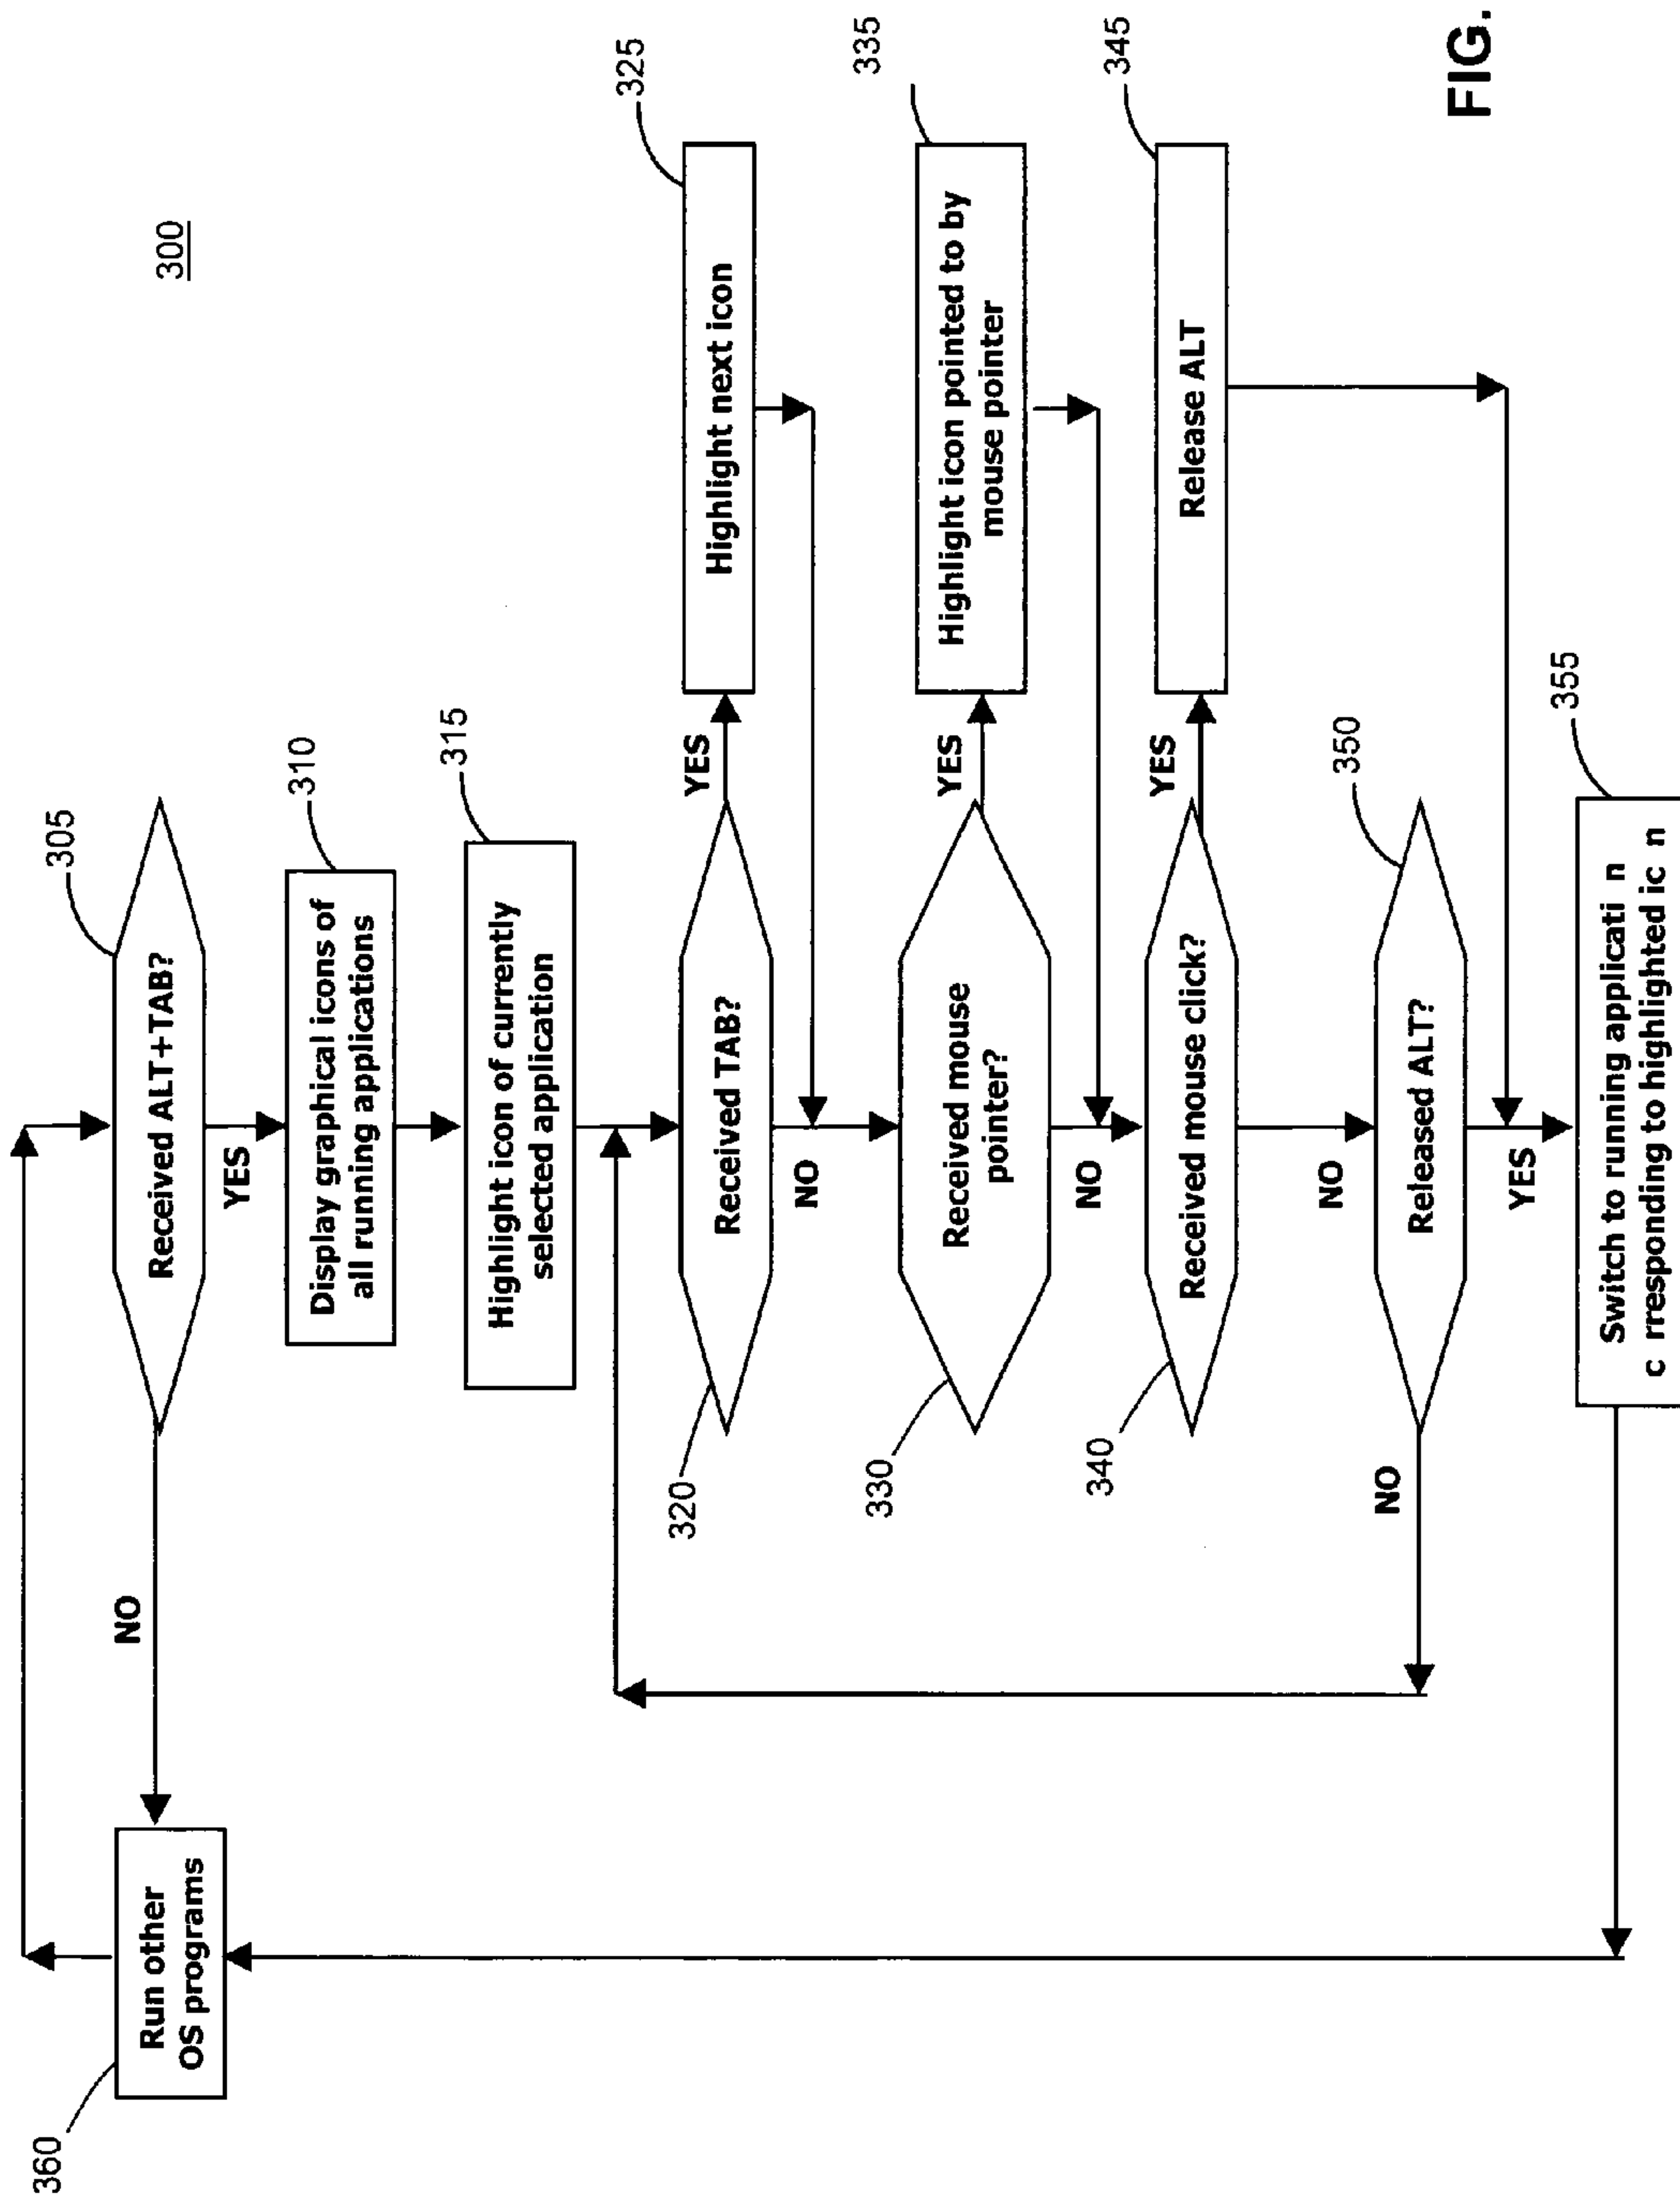 300
305
Received ALT+TAB?
NO
YES
360
Run other
OS programs
310
Display graphical icons of
all running applications
315
Highlight icon of currently
selected application
320
Received TAB?
YES
NO
325
Highlight next icon
330
Received mouse
pointer?
YES
NO
335
Highlight icon pointed to by
mouse pointer
340
Received mouse click?
YES
NO
345
Release ALT
350
Released ALT?
NO
YES
355
Switch to running applicati n
c rresponding to highlighted ic n
FIG.